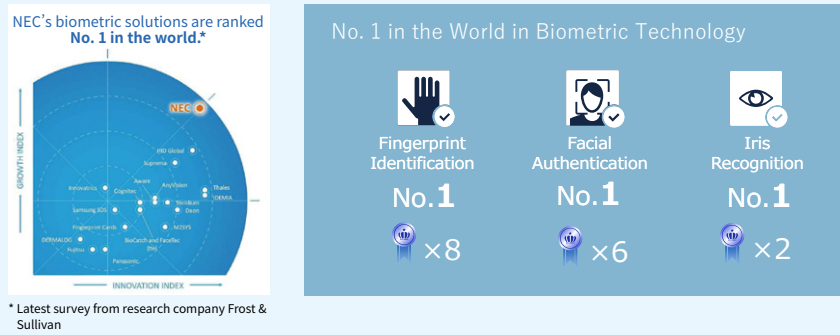 NEC's biometric solutions are ranked
No. 1 in the world.*
GROWTH INDEX
NEC
IPRO Global
Suprema
Aware
AnyVision
Innovatrics
Cognitec
Thales
IDEMIA
Samsung SDS
Daon
Fingerprint Cards
M2SYS
DERMALOG
BioCatch and FaceTec
(tie)
Fujitsu
Panasonic
INNOVATION INDEX
* Latest survey from research company Frost &
Sullivan
No. 1 in the World in Biometric Technology
Fingerprint
Identification
No.1
×8
Facial
Authentication
No.1
×6
Iris
Recognition
No.1
×2